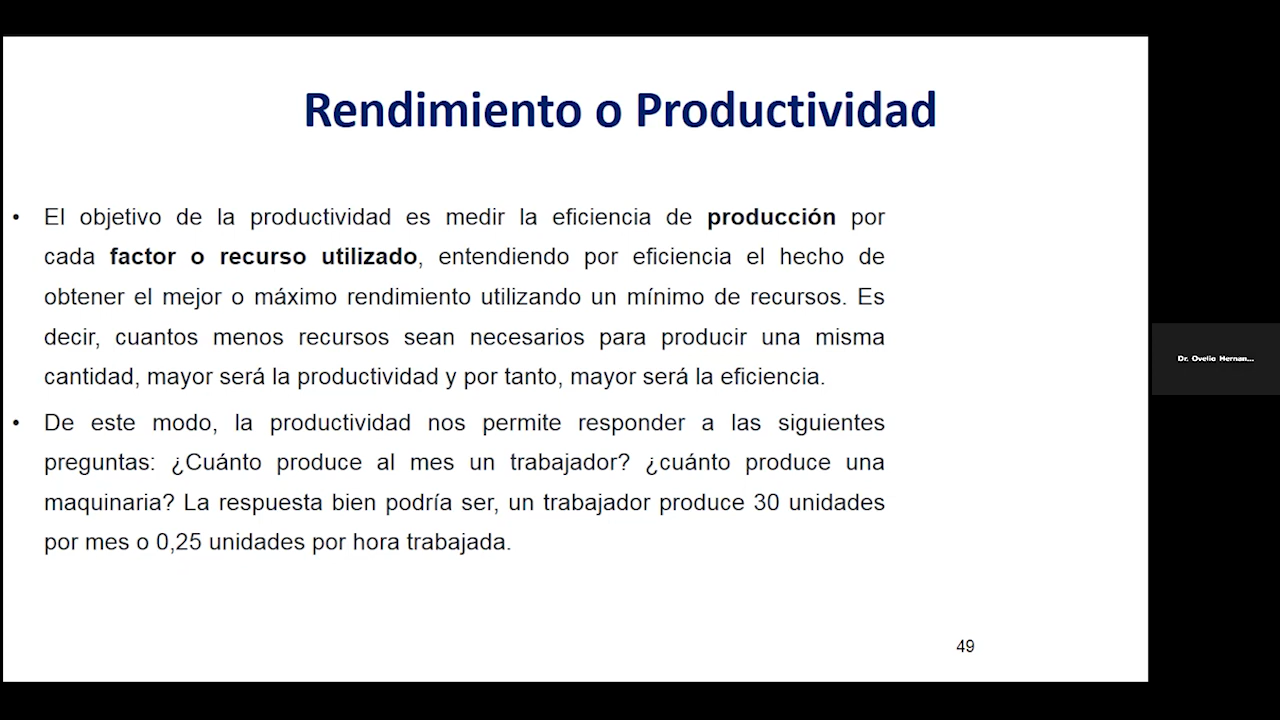 Rendimiento o Productividad
• El objetivo de la productividad es medir la eficiencia de producción por
cada factor o recurso utilizado, entendiendo por eficiencia el hecho de
obtener el mejor o máximo rendimiento utilizando un mínimo de recursos. Es
decir, cuantos menos recursos sean necesarios para producir una misma
cantidad, mayor será la productividad y por tanto, mayor será la eficiencia.
• De este modo, la productividad nos permite responder a las siguientes
preguntas: ¿Cuánto produce al mes un trabajador? ¿cuánto produce una
maquinaria? La respuesta bien podría ser, un trabajador produce 30 unidades
por mes o 0,25 unidades por hora trabajada.
Dr. Ovelio Hernan...
49